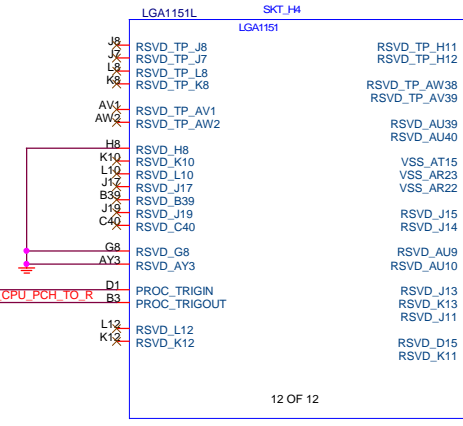 LGA1151L SKT_H4
LGA1151
J8 RSVD_TP_J8 RSVD_TP_H11
J7 RSVD_TP_J7 RSVD_TP_H12
L8 RSVD_TP_L8
K8 RSVD_TP_K8 RSVD_TP_AW38
RSVD_TP_AV39
AV1 RSVD_TP_AV1
AW2 RSVD_TP_AW2 RSVD_AU39
RSVD_AU40
H8 RSVD_H8
K10 RSVD_K10 VSS_AT15
L10 RSVD_L10 VSS_AR23
J17 RSVD_J17 VSS_AR22
B39 RSVD_B39
J19 RSVD_J19 RSVD_J15
C40 RSVD_C40 RSVD_J14
G8 RSVD_G8 RSVD_AU9
AY3 RSVD_AY3 RSVD_AU10
D1 PROC_TRIGIN RSVD_J13
CPU_PCH_TO_R B3 PROC_TRIGOUT RSVD_K13
RSVD_J11
L12 RSVD_L12
K12 RSVD_K12 RSVD_D15
RSVD_K11
12 OF 12